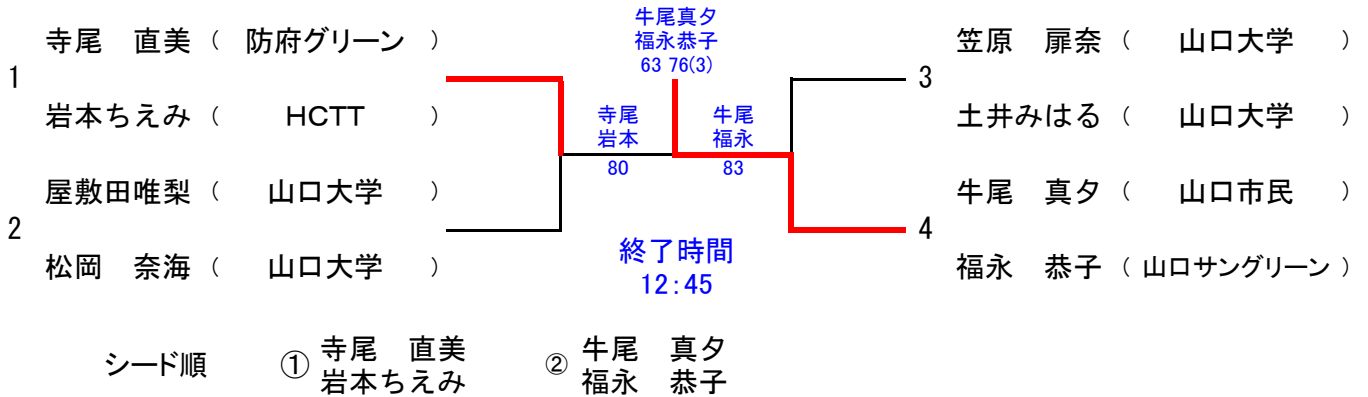 牛尾真夕
福永恭子
63 76(3)
寺尾　直美（　防府グリーン　）
1
岩本ちえみ（　HCTT　）
屋敷田唯梨（　山口大学　）
2
松岡　奈海（　山口大学　）
寺尾
岩本
80
牛尾
福永
83
終了時間
12:45
笠原　扉奈（　山口大学　）
3
土井みはる（　山口大学　）
牛尾　真夕（　山口市民　）
4
福永　恭子（ 山口サングリーン ）
シード順　①　寺尾　直美　②　牛尾　真夕
岩本ちえみ　福永　恭子